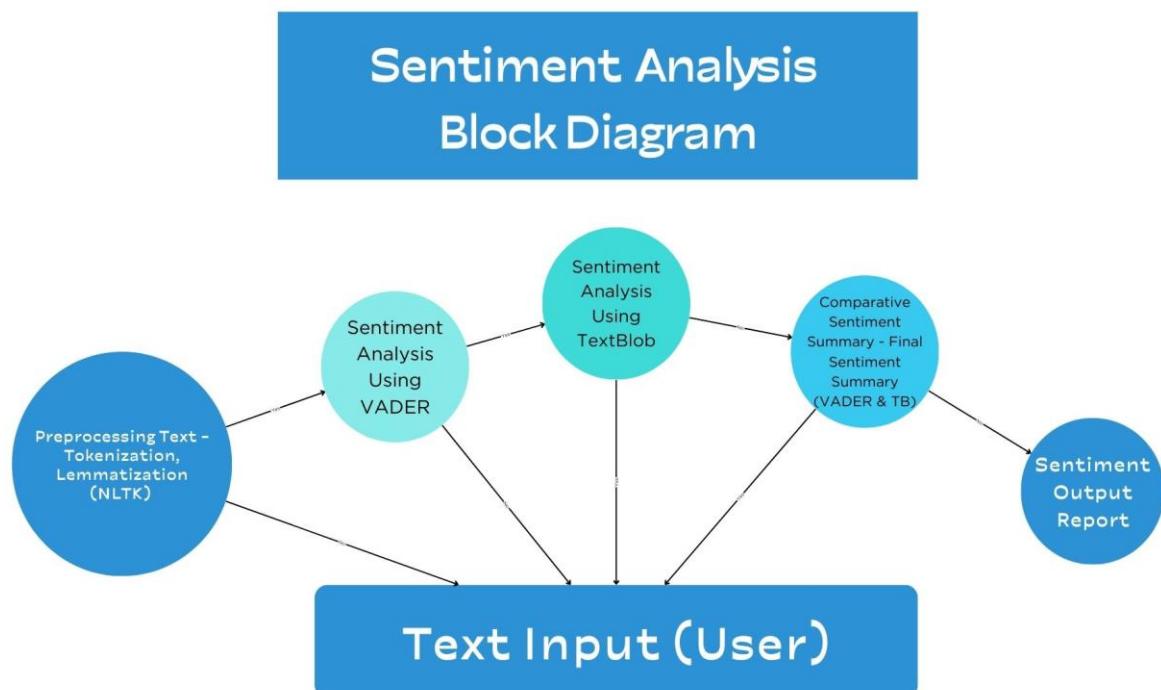 Sentiment Analysis
Block Diagram
Sentiment
Analysis
Using
TextBlob
Comparative
Sentiment
Summary - Final
Sentiment
Summary
(VADER & TB)
Sentiment
Analysis
Using
VADER
Preprocessing Text -
Tokenization,
Lemmatization
(NLTK)
Sentiment
Output
Report
Text Input (User)